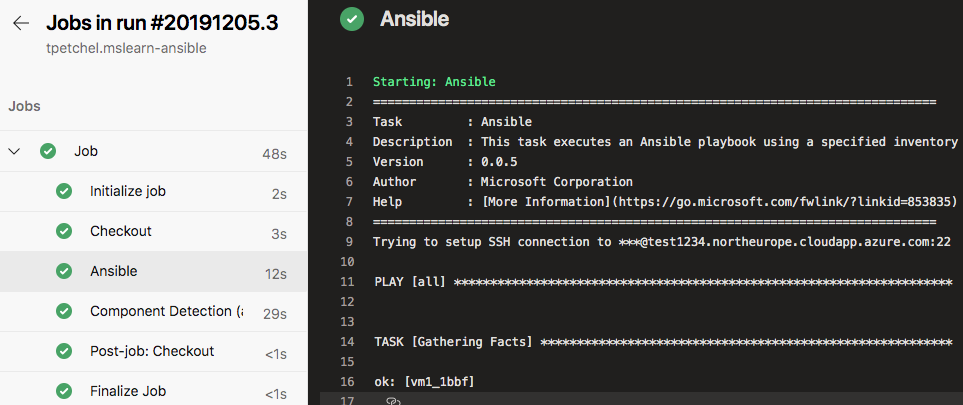 Jobs in run #20191205.3
tpetchel.mslearn-ansible
Jobs
Job 48s
Initialize job 2s
Checkout 3s
Ansible 12s
Component Detection (a 29s
Post-job: Checkout <1s
Finalize Job <1s
Ansible
1 Starting: Ansible
2 ==============================================================================
3 Task : Ansible
4 Description : This task executes an Ansible playbook using a specified inventory
5 Version : 0.0.5
6 Author : Microsoft Corporation
7 Help : [More Information](https://go.microsoft.com/fwlink/?linkid=853835)
8 ==============================================================================
9 Trying to setup SSH connection to ***@test1234.northeurope.cloudapp.azure.com:22
10
11 PLAY [all] *********************************************************************
12
13
14 TASK [Gathering Facts] *********************************************************
15
16 ok: [vm1_1bbf]
17